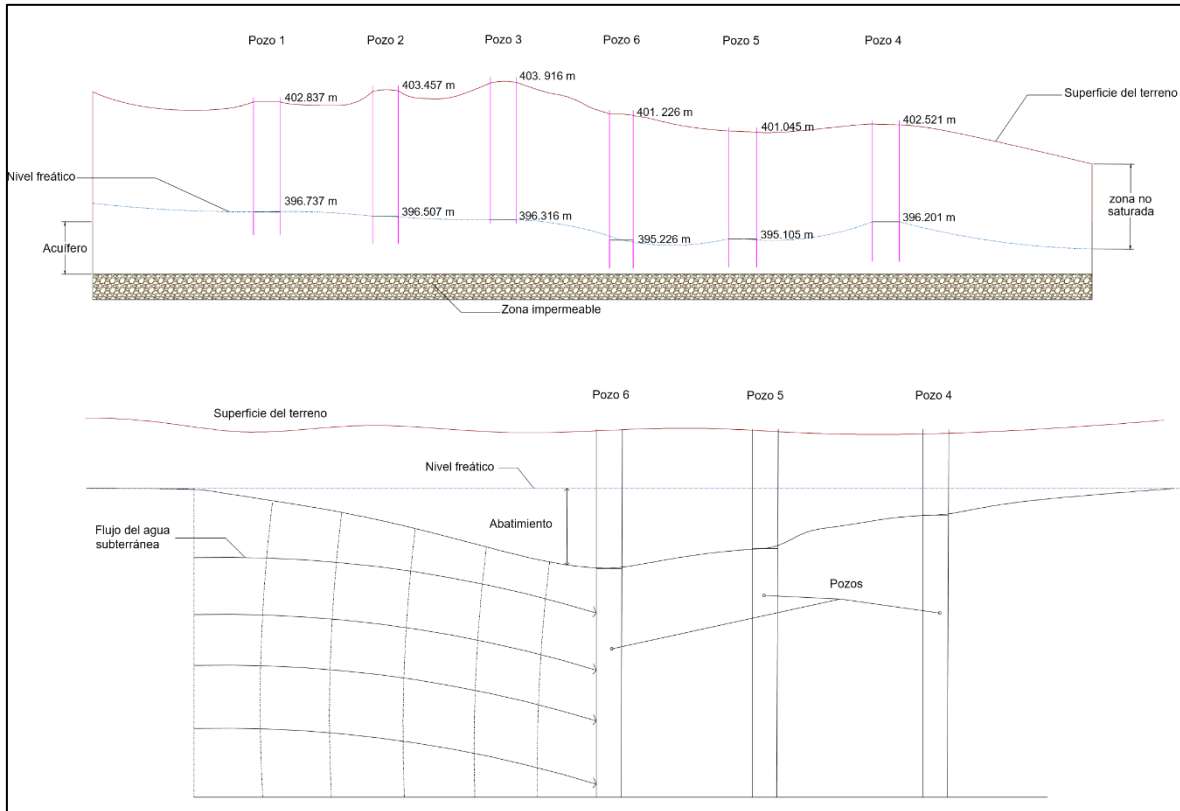 Pozo 1
Pozo 2
Pozo 3
Pozo 6
Pozo 5
Pozo 4
402.837 m
403.457 m
403. 916 m
401. 226 m
401.045 m
402.521 m
Superficie del terreno
Nivel freático
396.737 m
396.507 m
396.316 m
395.226 m
395.105 m
396.201 m
zona no
saturada
Acuífero
Zona impermeable
Pozo 6
Pozo 5
Pozo 4
Superficie del terreno
Nivel freático
Abatimiento
Flujo del agua
subterránea
Pozos